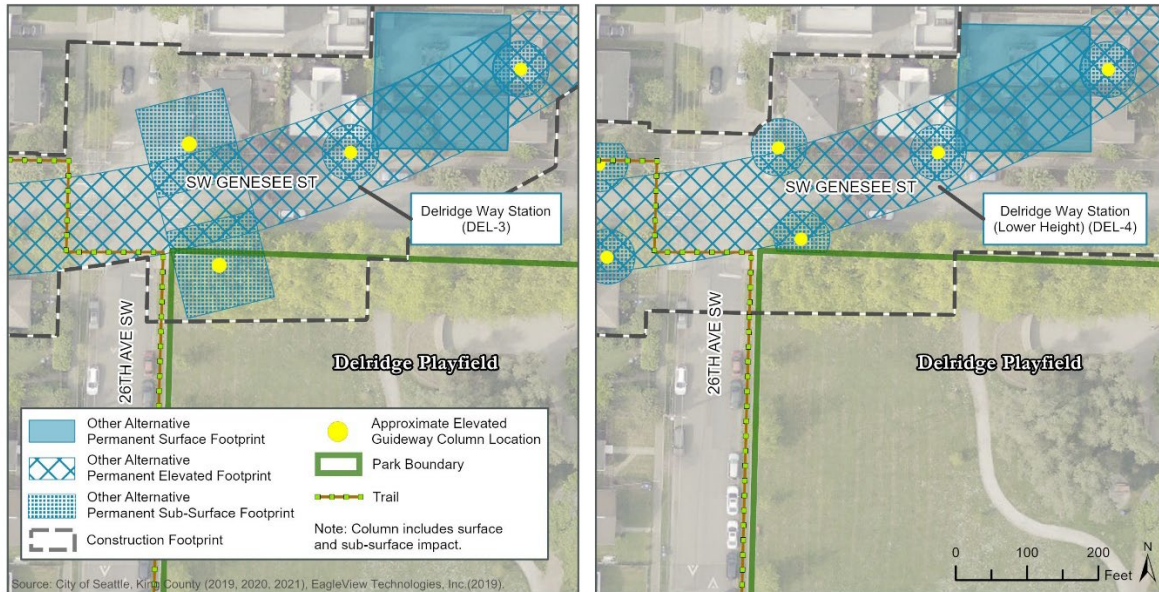 SW GENESEE ST
Delridge Way Station
(DEL-3)
26TH AVE SW
Delridge Playfield
Other Alternative
Permanent Surface Footprint
Other Alternative
Permanent Elevated Footprint
Other Alternative
Permanent Sub-Surface Footprint
Construction Footprint
Approximate Elevated
Guideway Column Location
Park Boundary
Trail
Note: Column includes surface
and sub-surface impact.
Source: City of Seattle, King County (2019, 2020, 2021), EagleView Technologies, Inc.(2019).
SW GENESEE ST
Delridge Way Station
(Lower Height) (DEL-4)
26TH AVE SW
Delridge Playfield
0 100 200
Feet
N